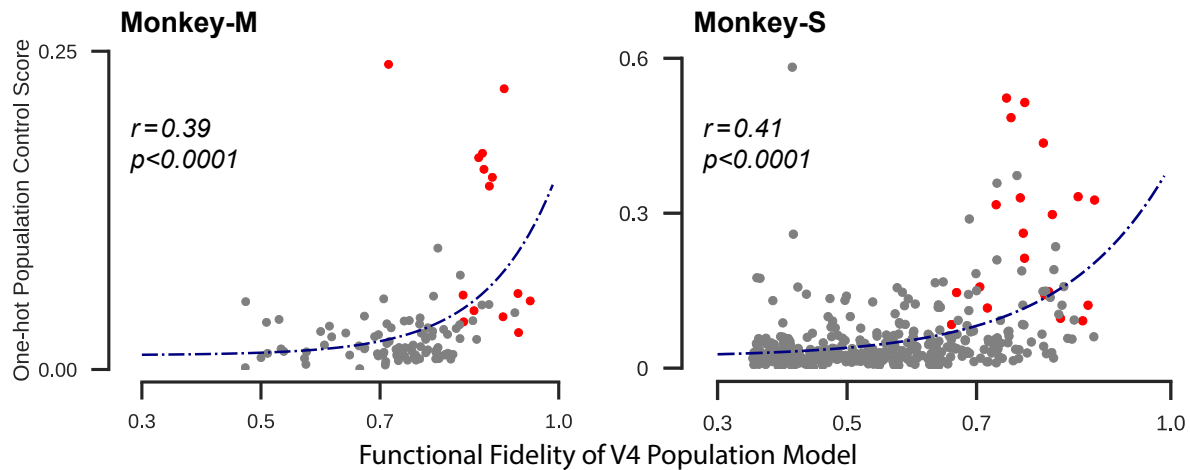 Monkey-M
Monkey-S
One-hot Popualation Control Score
0.25
0.00
r=0.39
p<0.0001
0.3 0.5 0.7 1.0
0.6
0.3
0
r=0.41
p<0.0001
0.3 0.5 0.7 1.0
Functional Fidelity of V4 Population Model